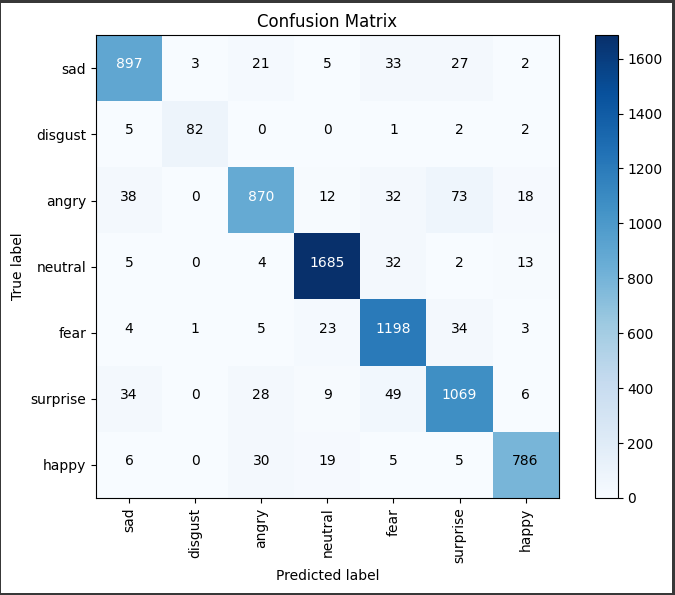 Confusion Matrix
sad 897 3 21 5 33 27 2
disgust 5 82 0 0 1 2 2
angry 38 0 870 12 32 73 18
neutral 5 0 4 1685 32 2 13
fear 4 1 5 23 1198 34 3
surprise 34 0 28 9 49 1069 6
happy 6 0 30 19 5 5 786
True label
sad disgust angry neutral fear surprise happy
Predicted label
1600
1400
1200
1000
800
600
400
200
0